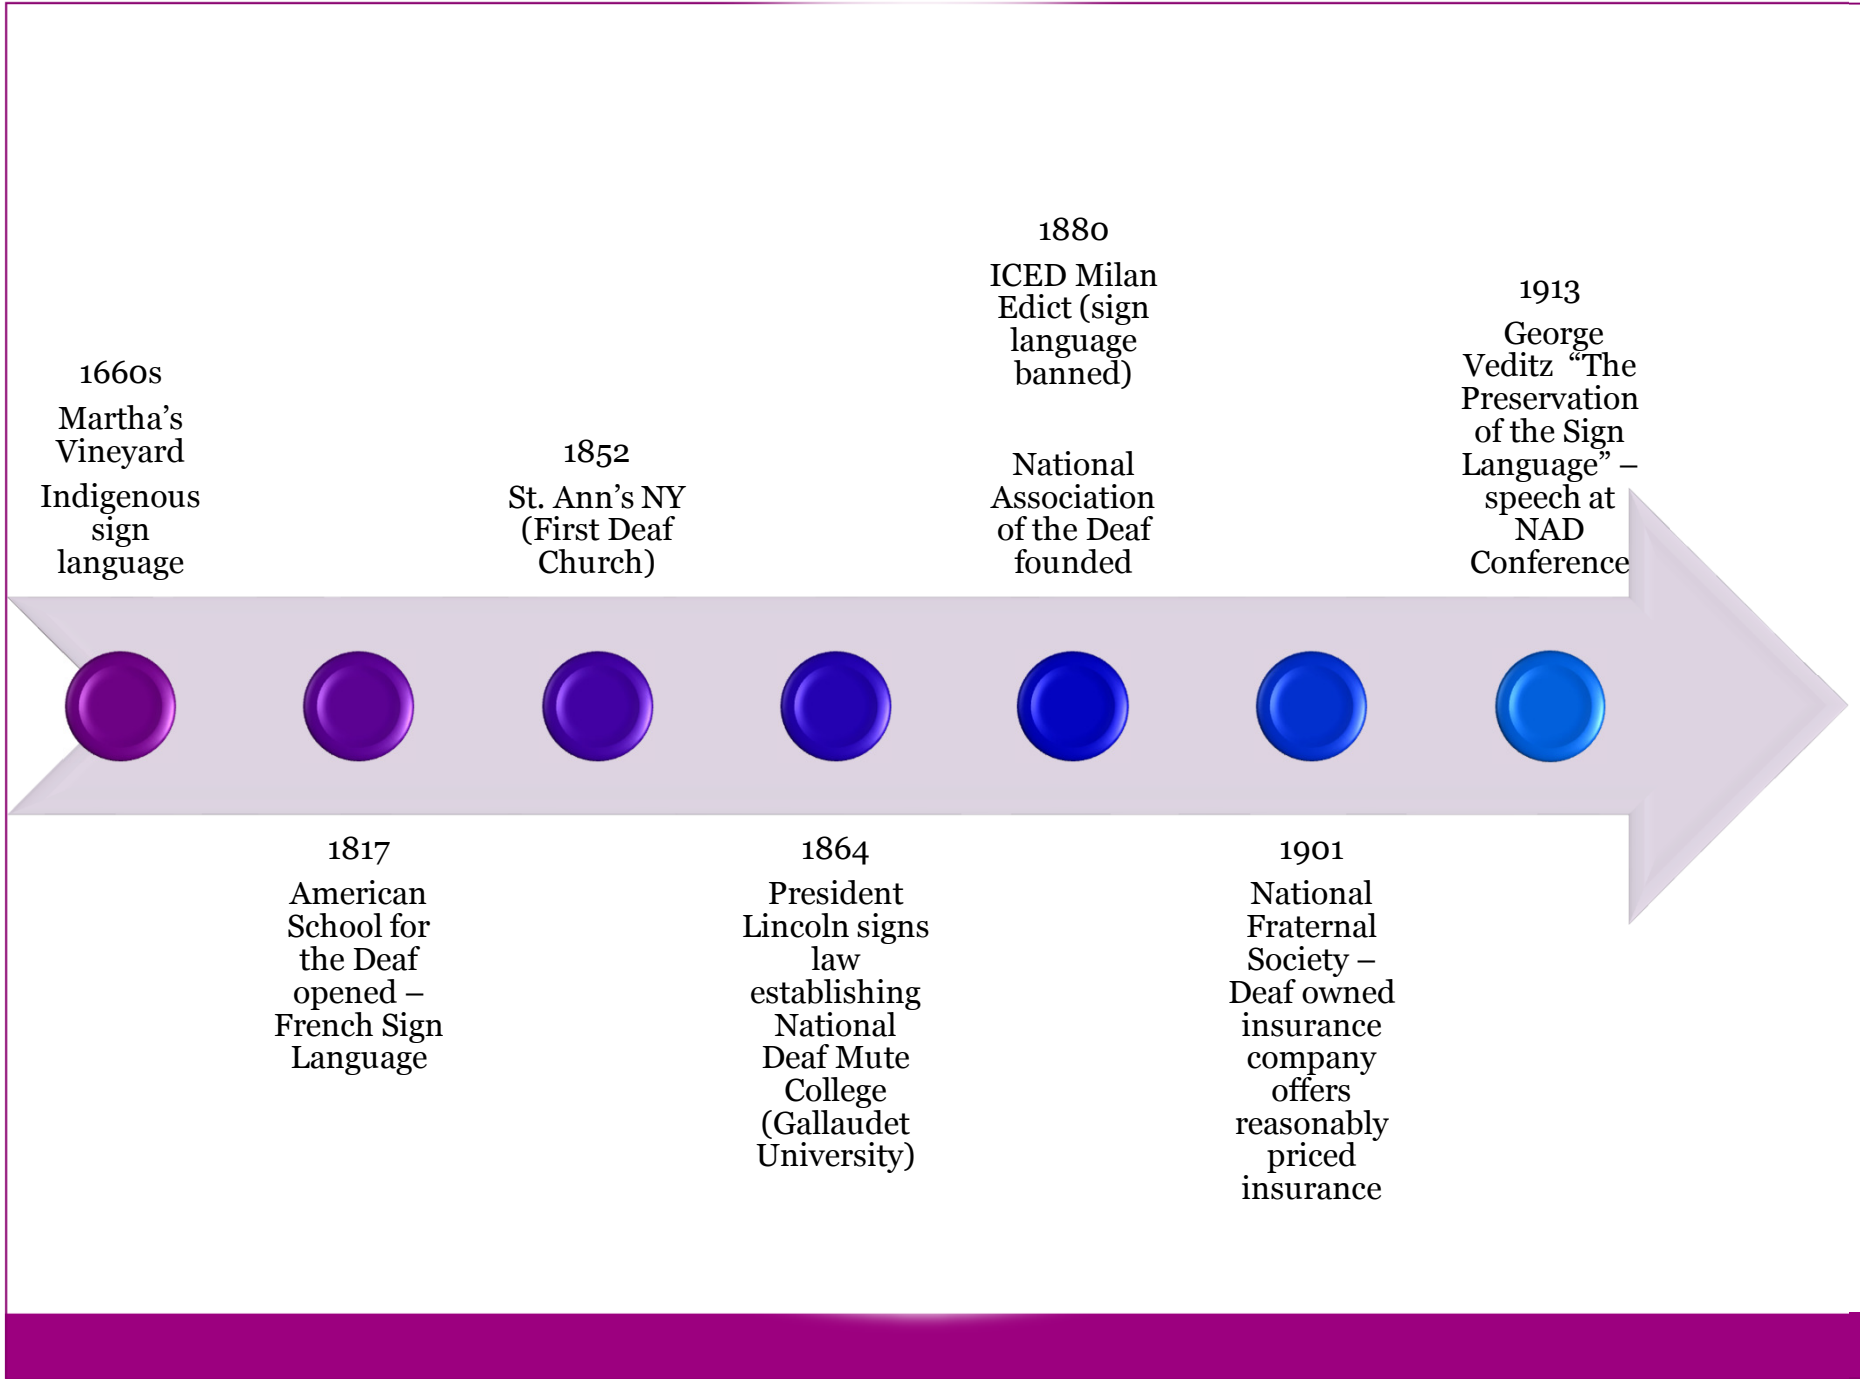 1660s
Martha’s
Vineyard
Indigenous
sign
language
1817
American
School for
the Deaf
opened –
French Sign
Language
1852
St. Ann’s NY
(First Deaf
Church)
1864
President
Lincoln signs
law
establishing
National
Deaf Mute
College
(Gallaudet
University)
1880
ICED Milan
Edict (sign
language
banned)
National
Association
of the Deaf
founded
1901
National
Fraternal
Society –
Deaf owned
insurance
company
offers
reasonably
priced
insurance
1913
George
Veditz “The
Preservation
of the Sign
Language” –
speech at
NAD
Conference